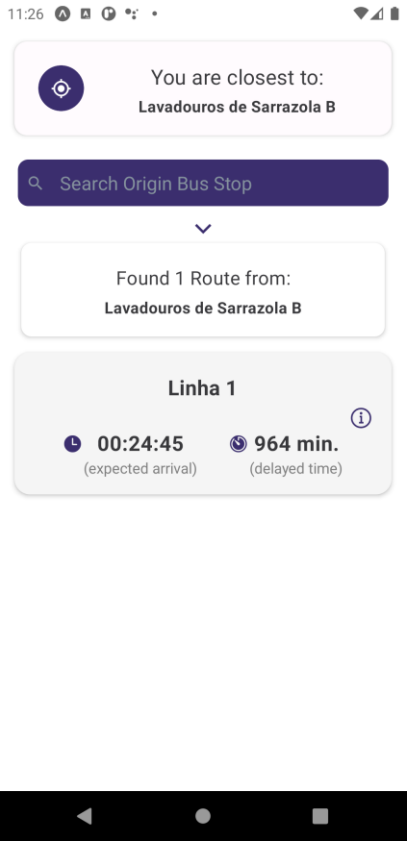 11:26
You are closest to:
Lavadouros de Sarrazola B
Search Origin Bus Stop
Found 1 Route from:
Lavadouros de Sarrazola B
Linha 1
00:24:45 964 min.
(expected arrival) (delayed time)